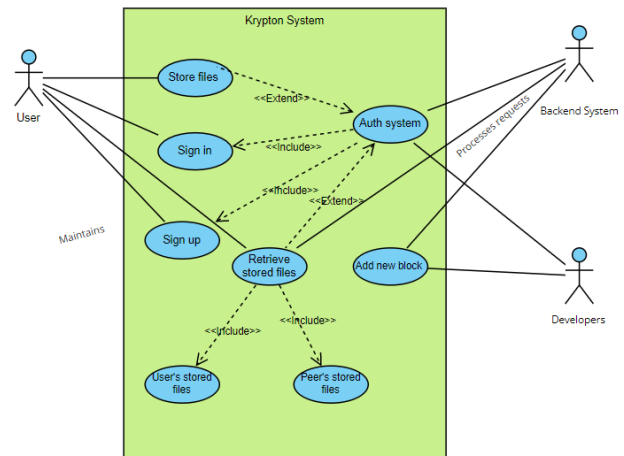 Krypton System
Store files
<<Extend>>
Auth system
User
Backend System
Processes requests
Sign in
<<Include>>
<<Include>>
<<Extend>>
Maintains
Sign up
Retrieve
stored files
Add new block
Developers
<<Include>>
<<Include>>
User's stored
files
Peer's stored
files